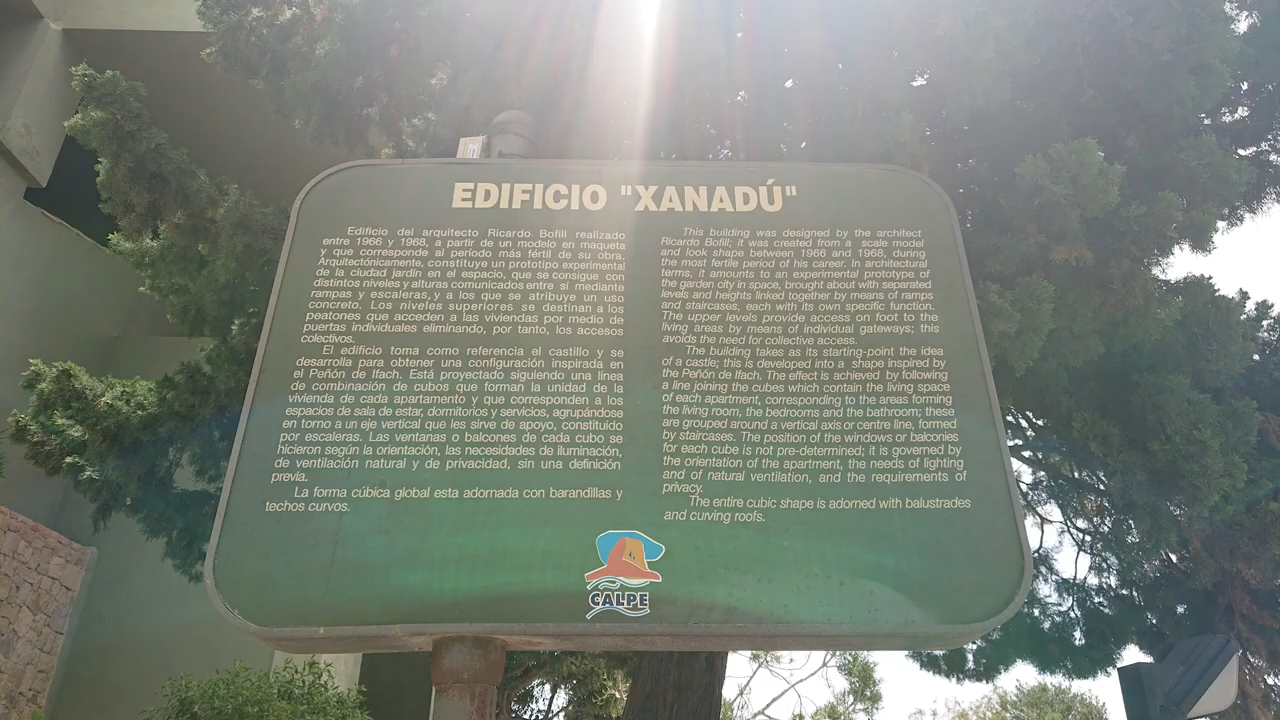 EDIFICIO "XANADÚ"
Edificio del arquitecto Ricardo Bofill realizado
entre 1966 y 1968, a partir de un modelo en maqueta
y que corresponde al periodo más fértil de su obra.
Arquitectónicamente, constituye un prototipo experimental
de la ciudad jardín en el espacio, que se consigue con
distintos niveles y alturas comunicados entre sí mediante
rampas y escaleras, y a los que se atribuye un uso
concreto. Los niveles superiores se destinan a los
peatones que acceden a las viviendas por medio de
puertas individuales eliminando, por tanto, los accesos
colectivos.
El edificio toma como referencia el castillo y se
desarrolla para obtener una configuración inspirada en
el Peñón de Ifach. Está proyectado siguiendo una línea
de combinación de cubos que forman la unidad de la
vivienda de cada apartamento y que corresponden a los
espacios de sala de estar, dormitorios y servicios, agrupándose
en torno a un eje vertical que les sirve de apoyo, constituido
por escaleras. Las ventanas o balcones de cada cubo se
hicieron según la orientación, las necesidades de iluminación,
de ventilación natural y de privacidad, sin una definición
previa.
La forma cúbica global esta adornada con barandillas y
techos curvos.
This building was designed by the architect
Ricardo Bofill; it was created from a scale model
and look shape between 1966 and 1968, during
the most fertile period of his career. In architectural
terms, it amounts to an experimental prototype of
the garden city in space, brought about with separated
levels and heights linked together by means of ramps
and staircases, each with its own specific function.
The upper levels provide access on foot to the
living areas by means of individual gateways; this
avoids the need for collective access.
The building takes as its starting-point the idea
of a castle; this is developed into a shape inspired by
the Peñón de Ifach. The effect is achieved by following
a line joining the cubes which contain the living space
of each apartment, corresponding to the areas forming
the living room, the bedrooms and the bathroom; these
are grouped around a vertical axis or centre line, formed
by staircases. The position of the windows or balconies
for each cube is not pre-determined; it is governed by
the orientation of the apartment, the needs of lighting
and of natural ventilation, and the requirements of
privacy.
The entire cubic shape is adorned with balustrades
and curving roofs.
CALPE